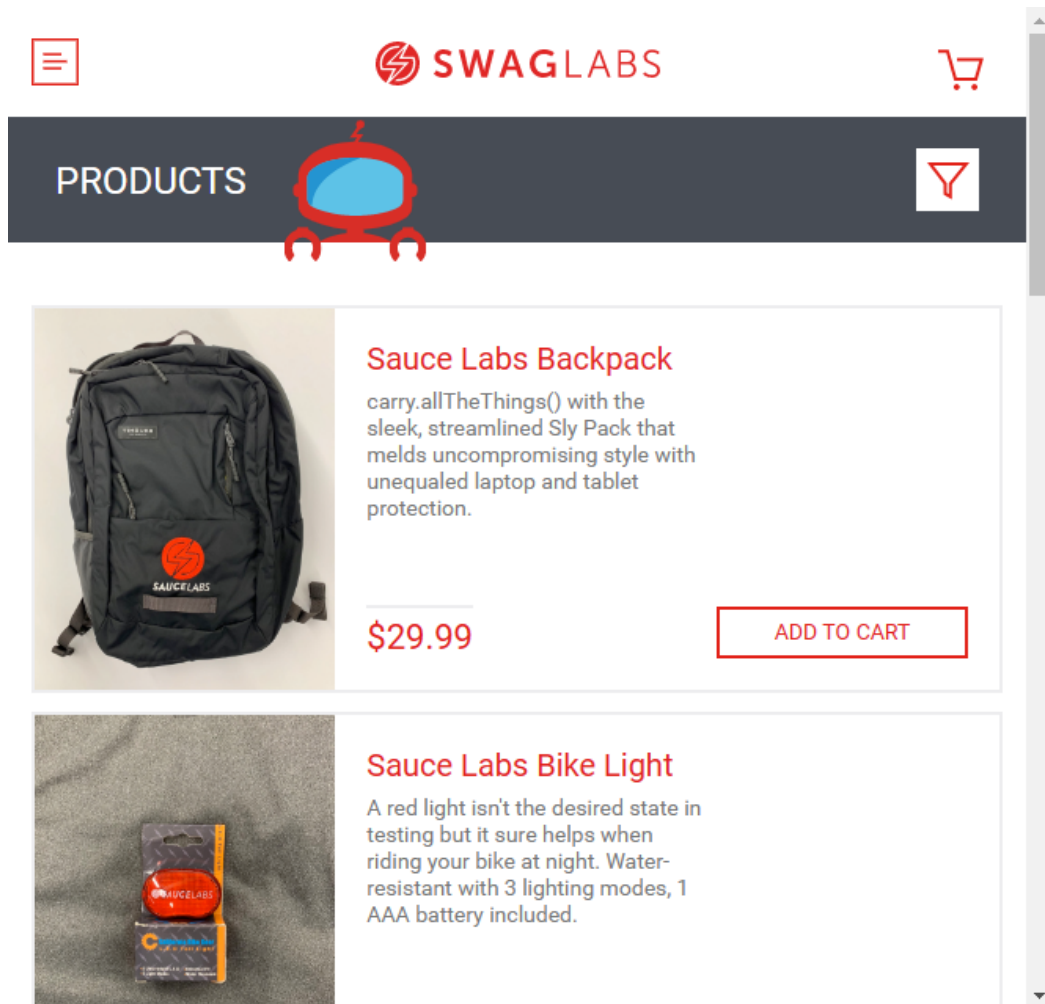 SWAGLABS
PRODUCTS
Sauce Labs Backpack
carry.allTheThings() with the
sleek, streamlined Sly Pack that
melds uncompromising style with
unequaled laptop and tablet
protection.
SAUCELABS
$29.99
ADD TO CART
Sauce Labs Bike Light
A red light isn't the desired state in
testing but it sure helps when
riding your bike at night. Water-
resistant with 3 lighting modes, 1
AAA battery included.
SAUCELABS